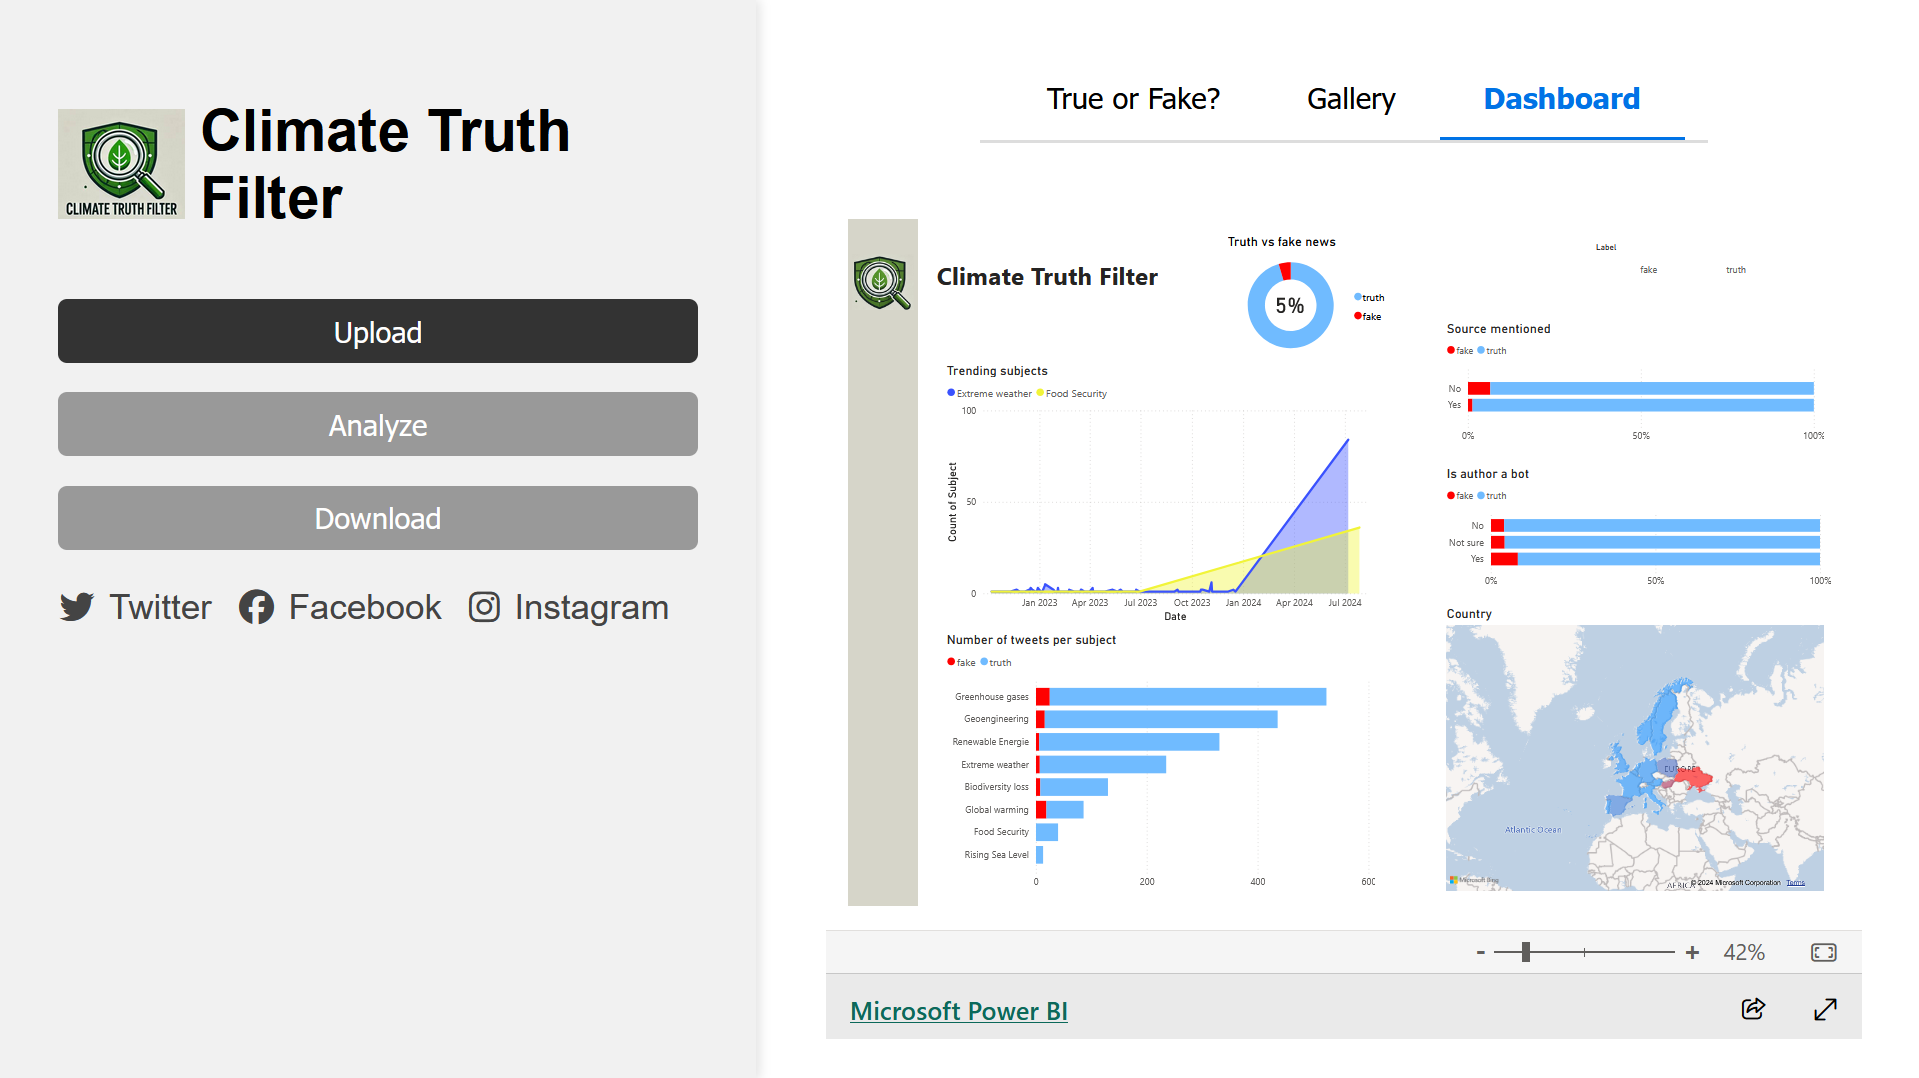 CLIMATE TRUTH FILTER
Climate Truth
Filter
Upload
Analyze
Download
Twitter
Facebook
Instagram
True or Fake?
Gallery
Dashboard
Climate Truth Filter
Truth vs fake news
5%
truth
fake
Label
fake
truth
Trending subjects
Extreme weather
Food Security
Count of Subject
100
50
0
Jan 2023
Apr 2023
Jul 2023
Oct 2023
Jan 2024
Apr 2024
Jul 2024
Date
Number of tweets per subject
fake
truth
Greenhouse gases
Geoengineering
Renewable Energie
Extreme weather
Biodiversity loss
Global warming
Food Security
Rising Sea Level
0
200
400
600
Source mentioned
fake
truth
No
Yes
0%
50%
100%
Is author a bot
fake
truth
No
Not sure
Yes
0%
50%
100%
Country
EUROPE
Atlantic Ocean
Microsoft Bing
AFRICA
© 2024 Microsoft Corporation
Terms
-
+
42%
Microsoft Power BI